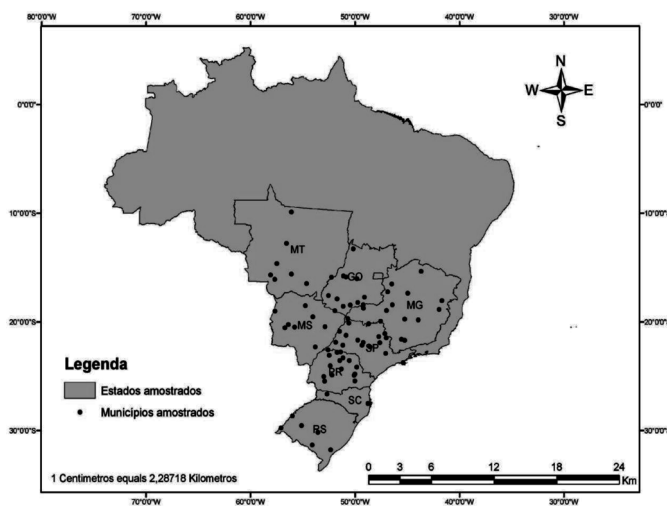 80°0'0"W 70°0'0"W 60°0'0"W 50°0'0"W 40°0'0"W 30°0'0"W
N
W E
S
0°0'0" 0°0'0"
10°0'0"S 10°0'0"S
MT
GO
MG
20°0'0"S 20°0'0"S
MS
SP
PR
SC
RS
30°0'0"S 30°0'0"S
Legenda
Estados amostrados
Municípios amostrados
1 Centimetros equals 2,28718 Kilometros
0 3 6 12 18 24
Km
70°0'0"W 60°0'0"W 50°0'0"W 40°0'0"W 30°0'0"W